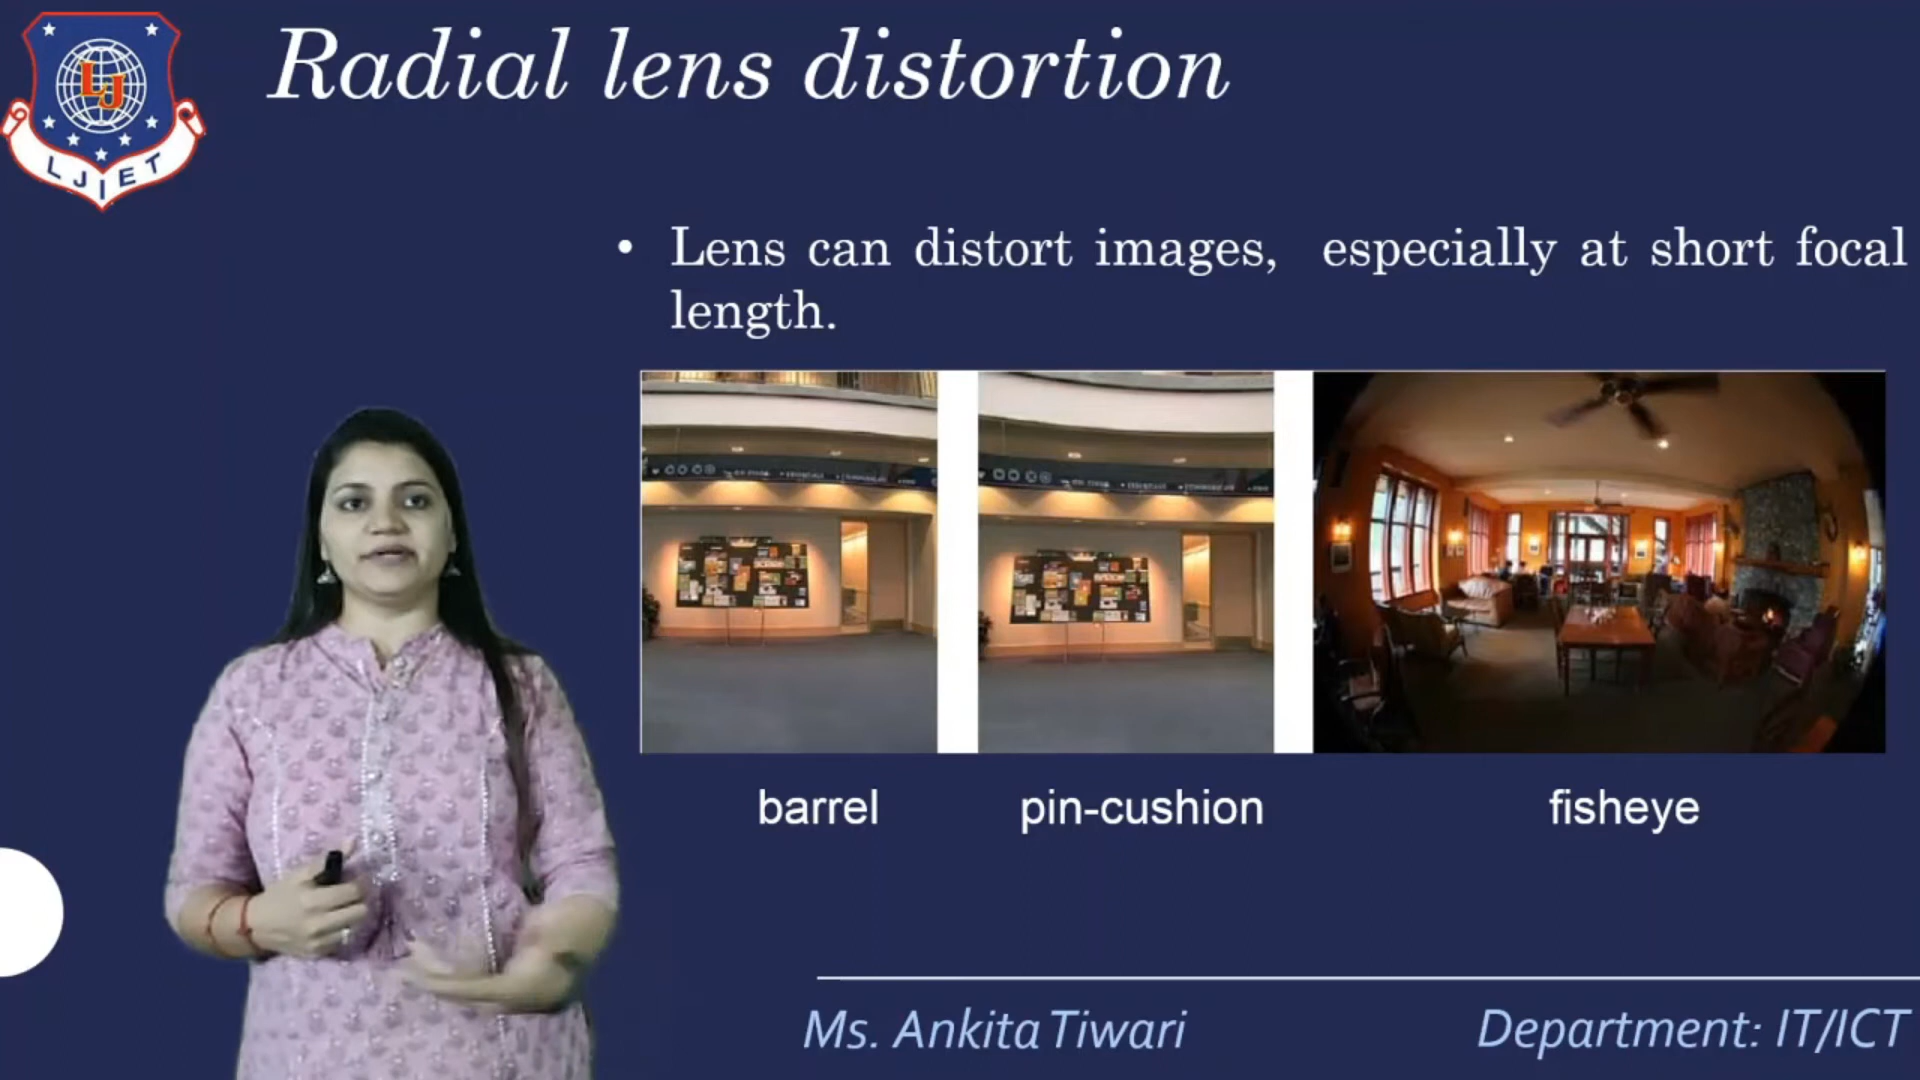 LJ
LJIET
Radial lens distortion
• Lens can distort images, especially at short focal
length.
barrel
pin-cushion
fisheye
Ms. Ankita Tiwari
Department: IT/ICT